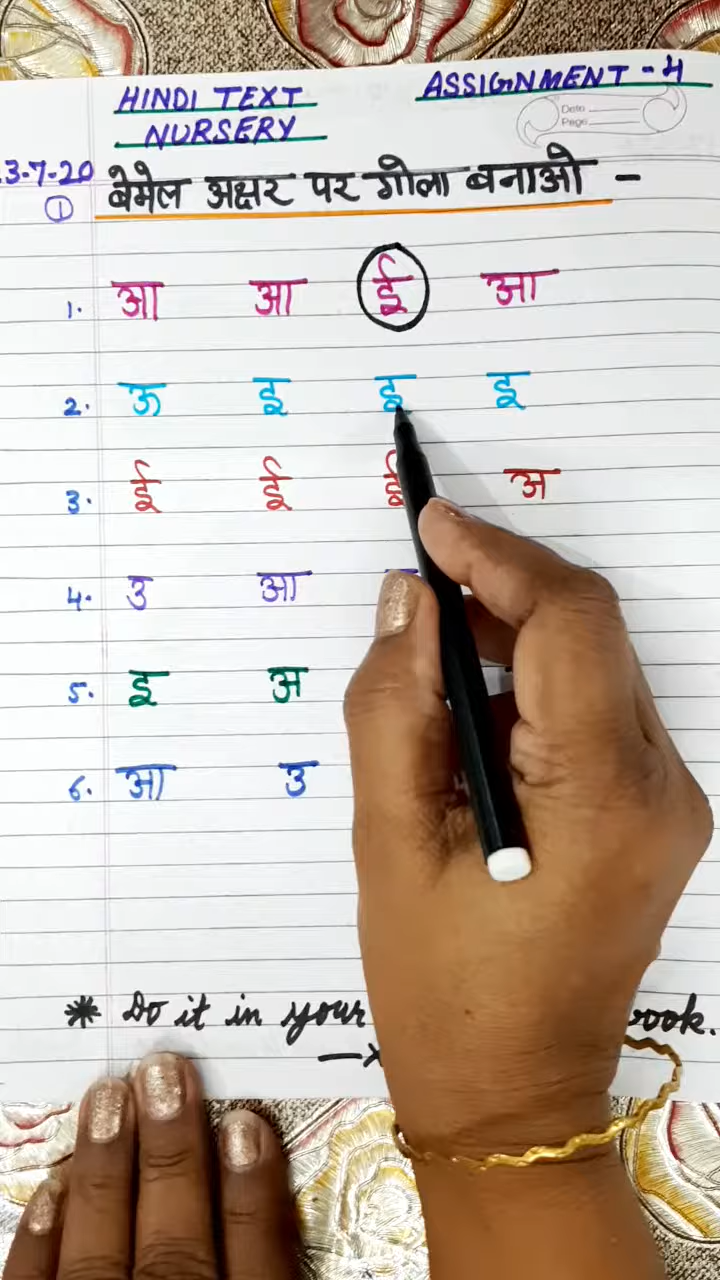 HINDI TEXT
NURSERY
ASSIGNMENT - 4
Date
Page
3-7-20
① बेमेल अक्षर पर गोला बनाओ -
1. आ आ ई आ
2. ऊ इ इ इ
3. ई ई ई अ
4. उ आ
5. इ अ
6. आ उ
* Do it in your